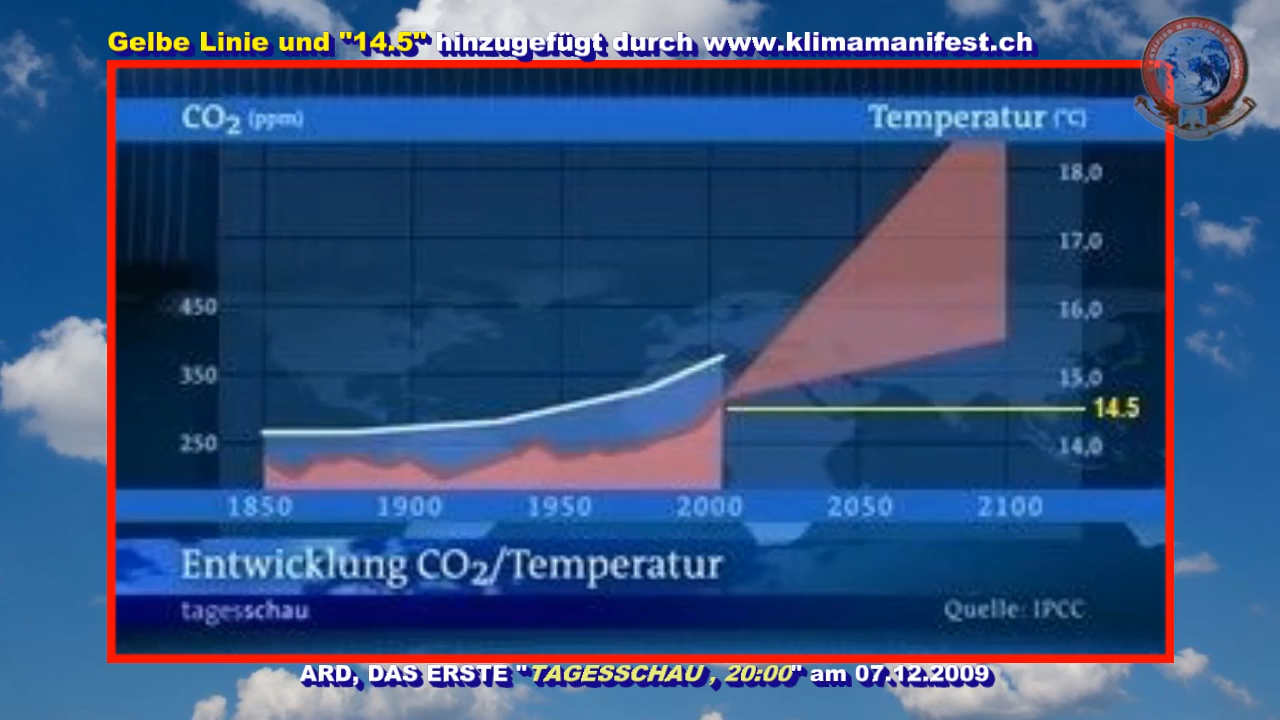 Gelbe Linie und "14.5" hinzugefügt durch www.klimamanifest.ch
CO₂ (ppm) Temperatur (°C)
18,0
17,0
450 16,0
350 15,0
14.5
250 14,0
1850 1900 1950 2000 2050 2100
Entwicklung CO₂/Temperatur
tagesschau Quelle: IPCC
ARD, DAS ERSTE "TAGESSCHAU , 20:00" am 07.12.2009